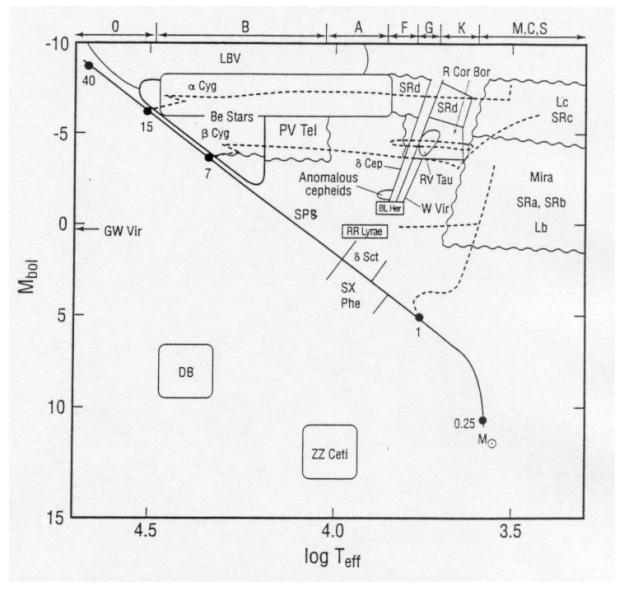 O B A F G K M,C,S
-10
LBV
40
α Cyg
SRd
R Cor Bor
SRd
Lc
SRc
15
Be Stars
-5
β Cyg
PV Tel
δ Cep
7
RV Tau
Anomalous
cepheids
Mira
BL Her
W Vir
SRa, SRb
SPB
Lb
0
GW Vir
RR Lyrae
δ Sct
Mbol
SX
Phe
5
1
DB
10
0.25
M⊙
ZZ Ceti
15
4.5 4.0 3.5
log Teff